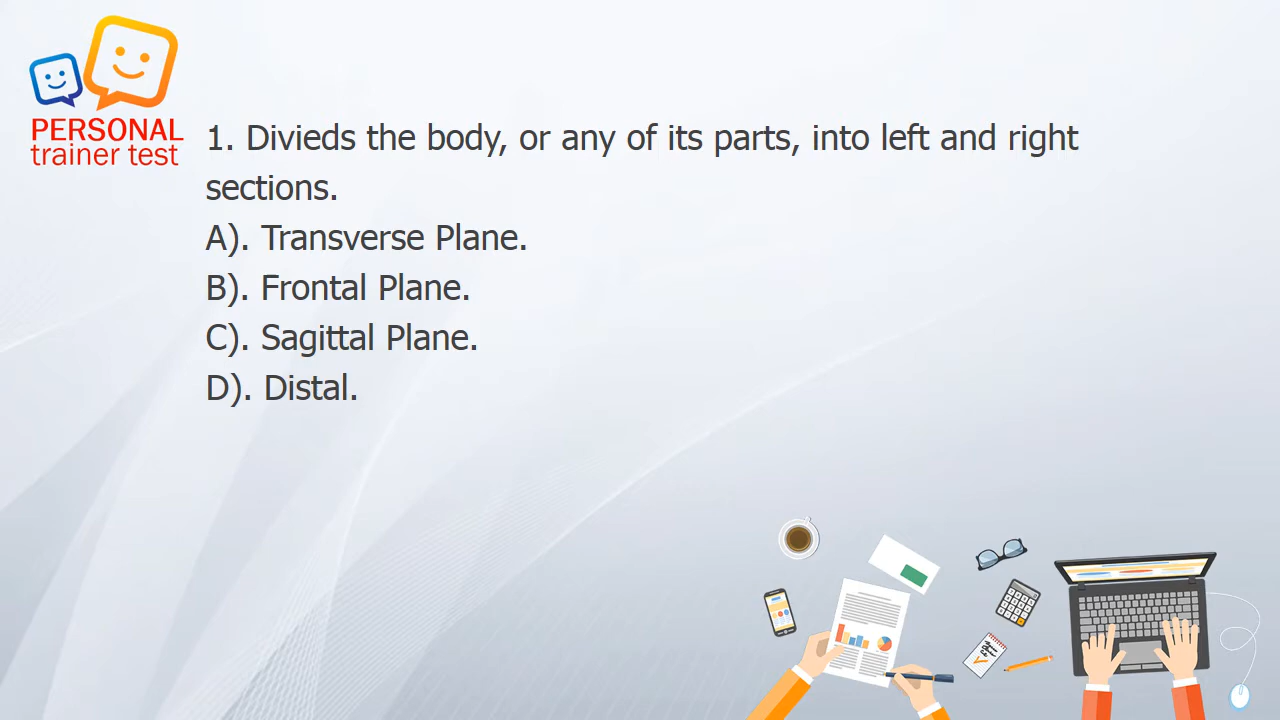 PERSONAL
trainer test
1. Divieds the body, or any of its parts, into left and right
sections.
A). Transverse Plane.
B). Frontal Plane.
C). Sagittal Plane.
D). Distal.